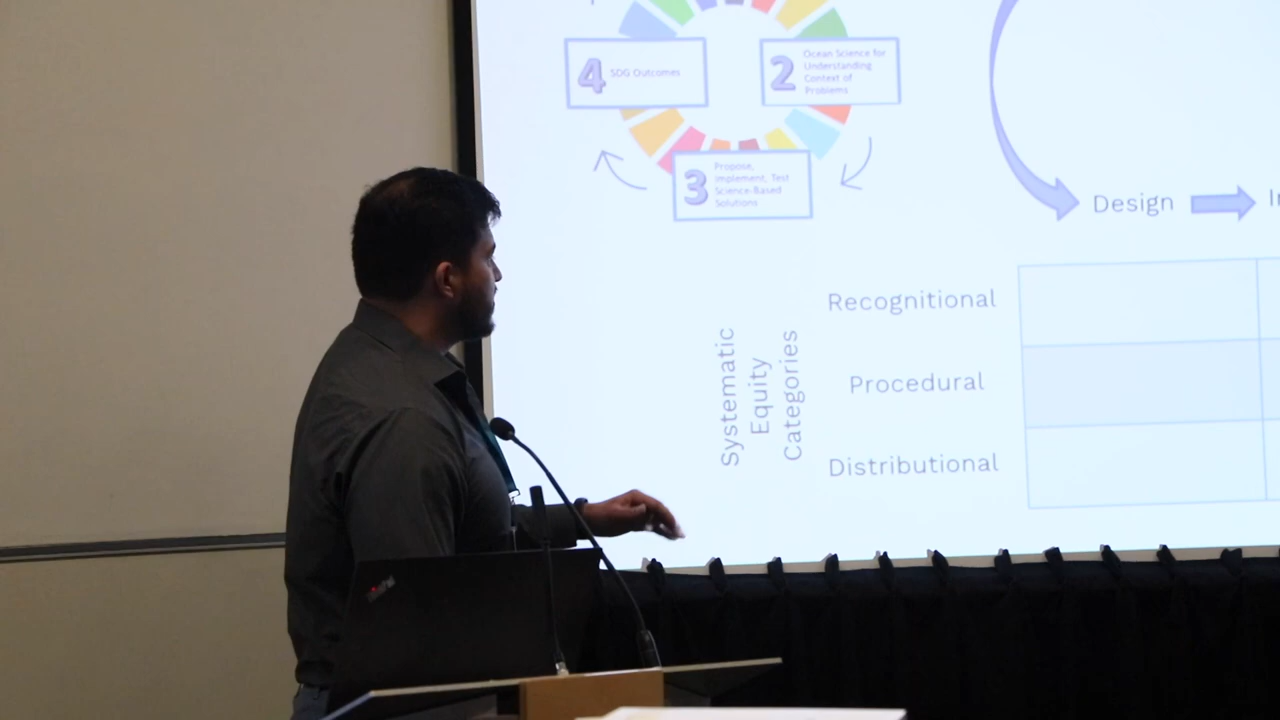 4
SDG Outcomes
2
Ocean Science for
Understanding
Context of
Problems
3
Propose,
Implement, Test
Science-Based
Solutions
Design
Recognitional
Procedural
Distributional
Systematic
Equity
Categories